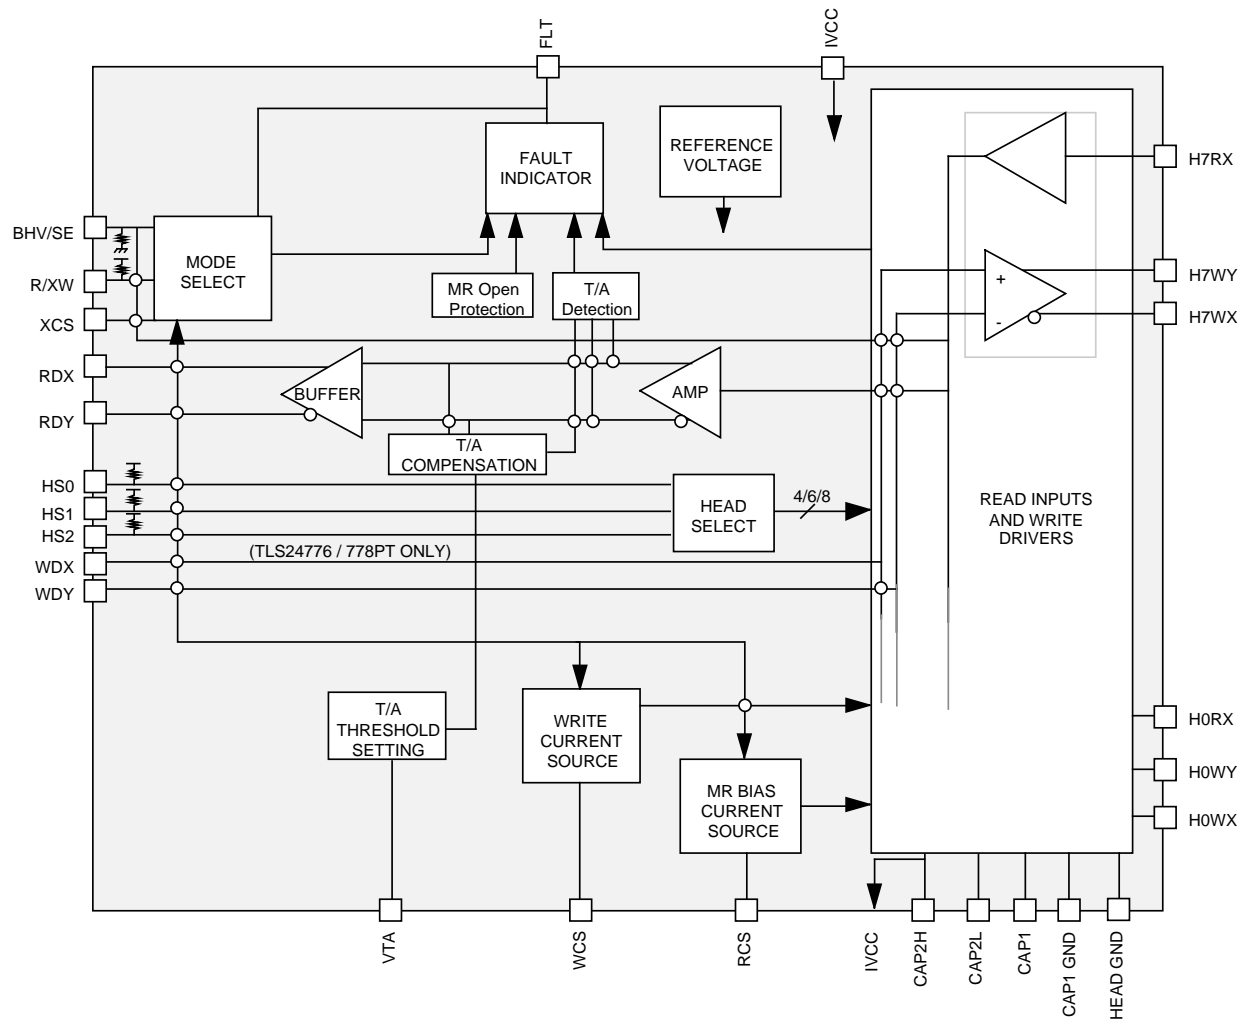 FLT
IVCC
FAULT
INDICATOR
REFERENCE
VOLTAGE
H7RX
BHV/SE
MODE
SELECT
R/XW
MR Open
Protection
T/A
Detection
+
-
H7WY
H7WX
XCS
RDX
RDY
BUFFER
AMP
T/A
COMPENSATION
HS0
HS1
HS2
HEAD
SELECT
4/6/8
READ INPUTS
AND WRITE
DRIVERS
(TLS24776 / 778PT ONLY)
WDX
WDY
T/A
THRESHOLD
SETTING
WRITE
CURRENT
SOURCE
MR BIAS
CURRENT
SOURCE
H0RX
H0WY
H0WX
VTA
WCS
RCS
IVCC
CAP2H
CAP2L
CAP1
CAP1 GND
HEAD GND